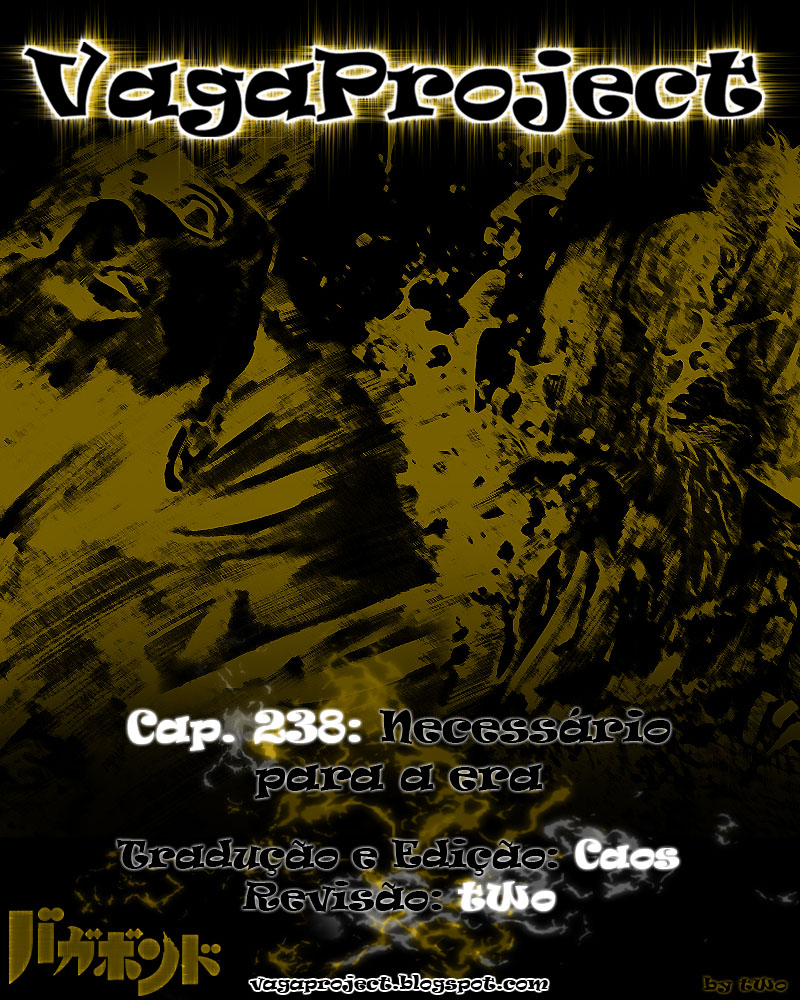 VagaProject
Cap. 238: Necessário
para a era
Tradução e Edição: Caos
Revisão: tWo
バガボンド
vagaproject.blogspot.com
by tWo